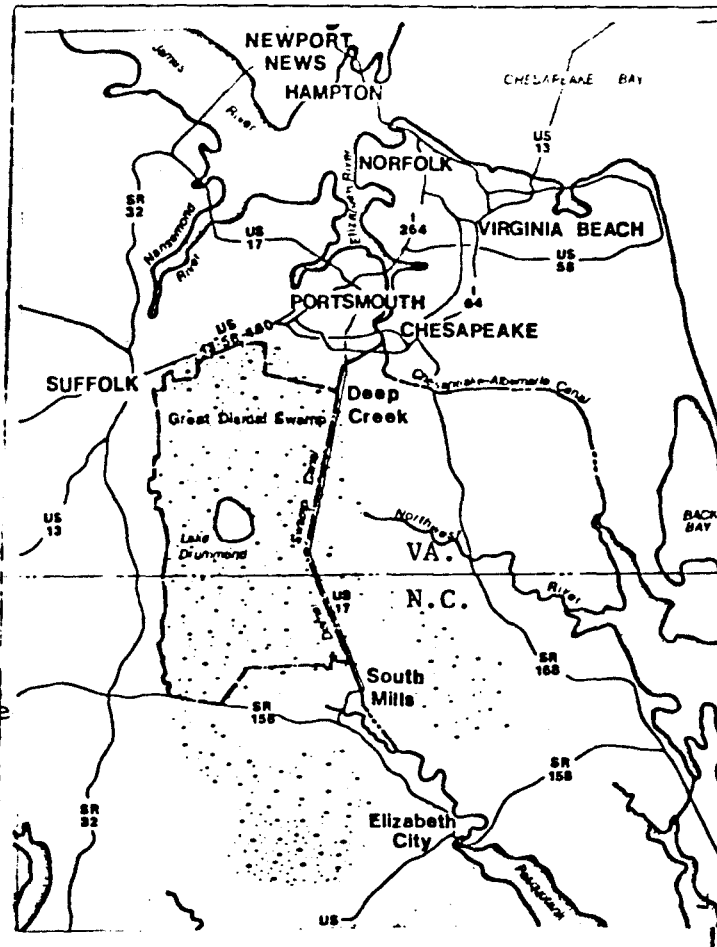 NEWPORT
NEWS
HAMPTON
James
River
CHESAPEAKE BAY
US
13
NORFOLK
Elizabeth River
SR
32
Nansemond
River
US
17
I
264
VIRGINIA BEACH
US
58
I
64
PORTSMOUTH
CHESAPEAKE
US
SUFFOLK
Chesapeake-Albemarle Canal
Deep
Creek
Great Dismal Swamp
Swamp Canal
US
13
Lake
Drummond
Northwest
River
BACK
BAY
VA.
N.C.
US
17
Dismal
South
Mills
SR
168
SR
158
SR
158
SR
32
Elizabeth
City
Pasquotank
US